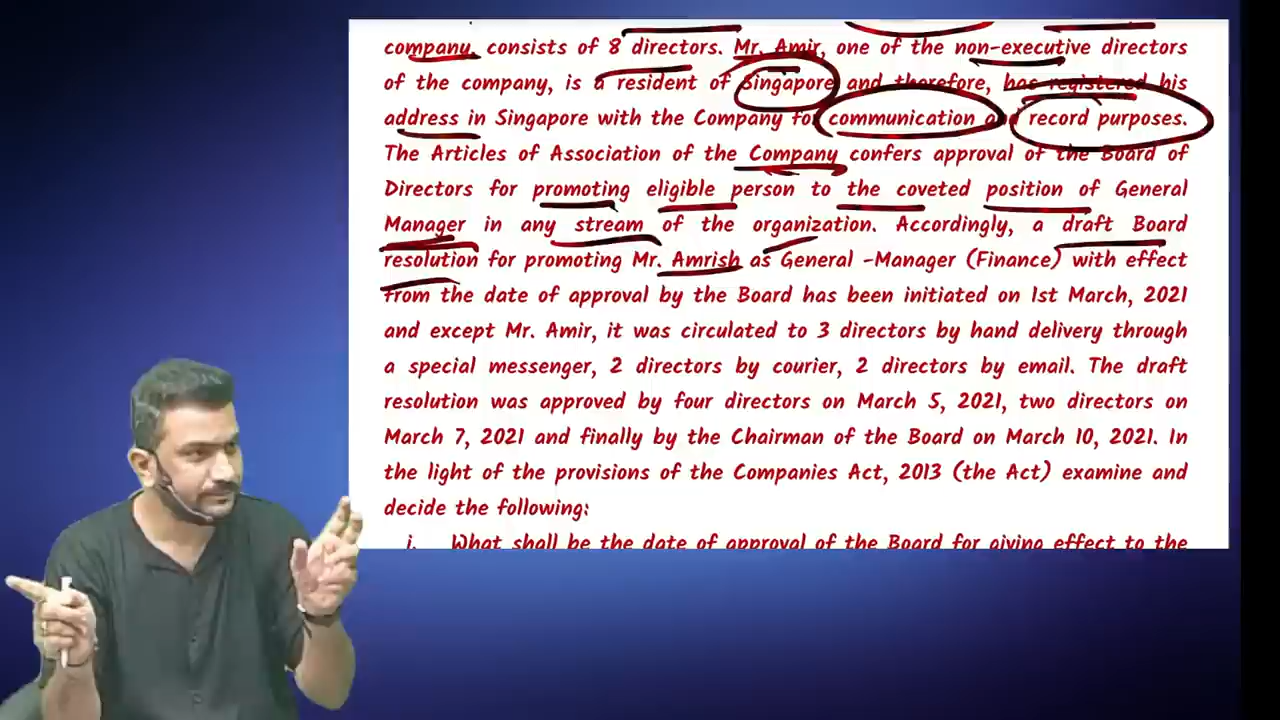 company, consists of 8 directors. Mr. Amir, one of the non-executive directors
of the company, is a resident of Singapore and therefore, has registered his
address in Singapore with the Company for communication and record purposes.
The Articles of Association of the Company confers approval of the Board of
Directors for promoting eligible person to the coveted position of General
Manager in any stream of the organization. Accordingly, a draft Board
resolution for promoting Mr. Amrish as General -Manager (Finance) with effect
from the date of approval by the Board has been initiated on 1st March, 2021
and except Mr. Amir, it was circulated to 3 directors by hand delivery through
a special messenger, 2 directors by courier, 2 directors by email. The draft
resolution was approved by four directors on March 5, 2021, two directors on
March 7, 2021 and finally by the Chairman of the Board on March 10, 2021. In
the light of the provisions of the Companies Act, 2013 (the Act) examine and
decide the following:
i. What shall be the date of approval of the Board for giving effect to the